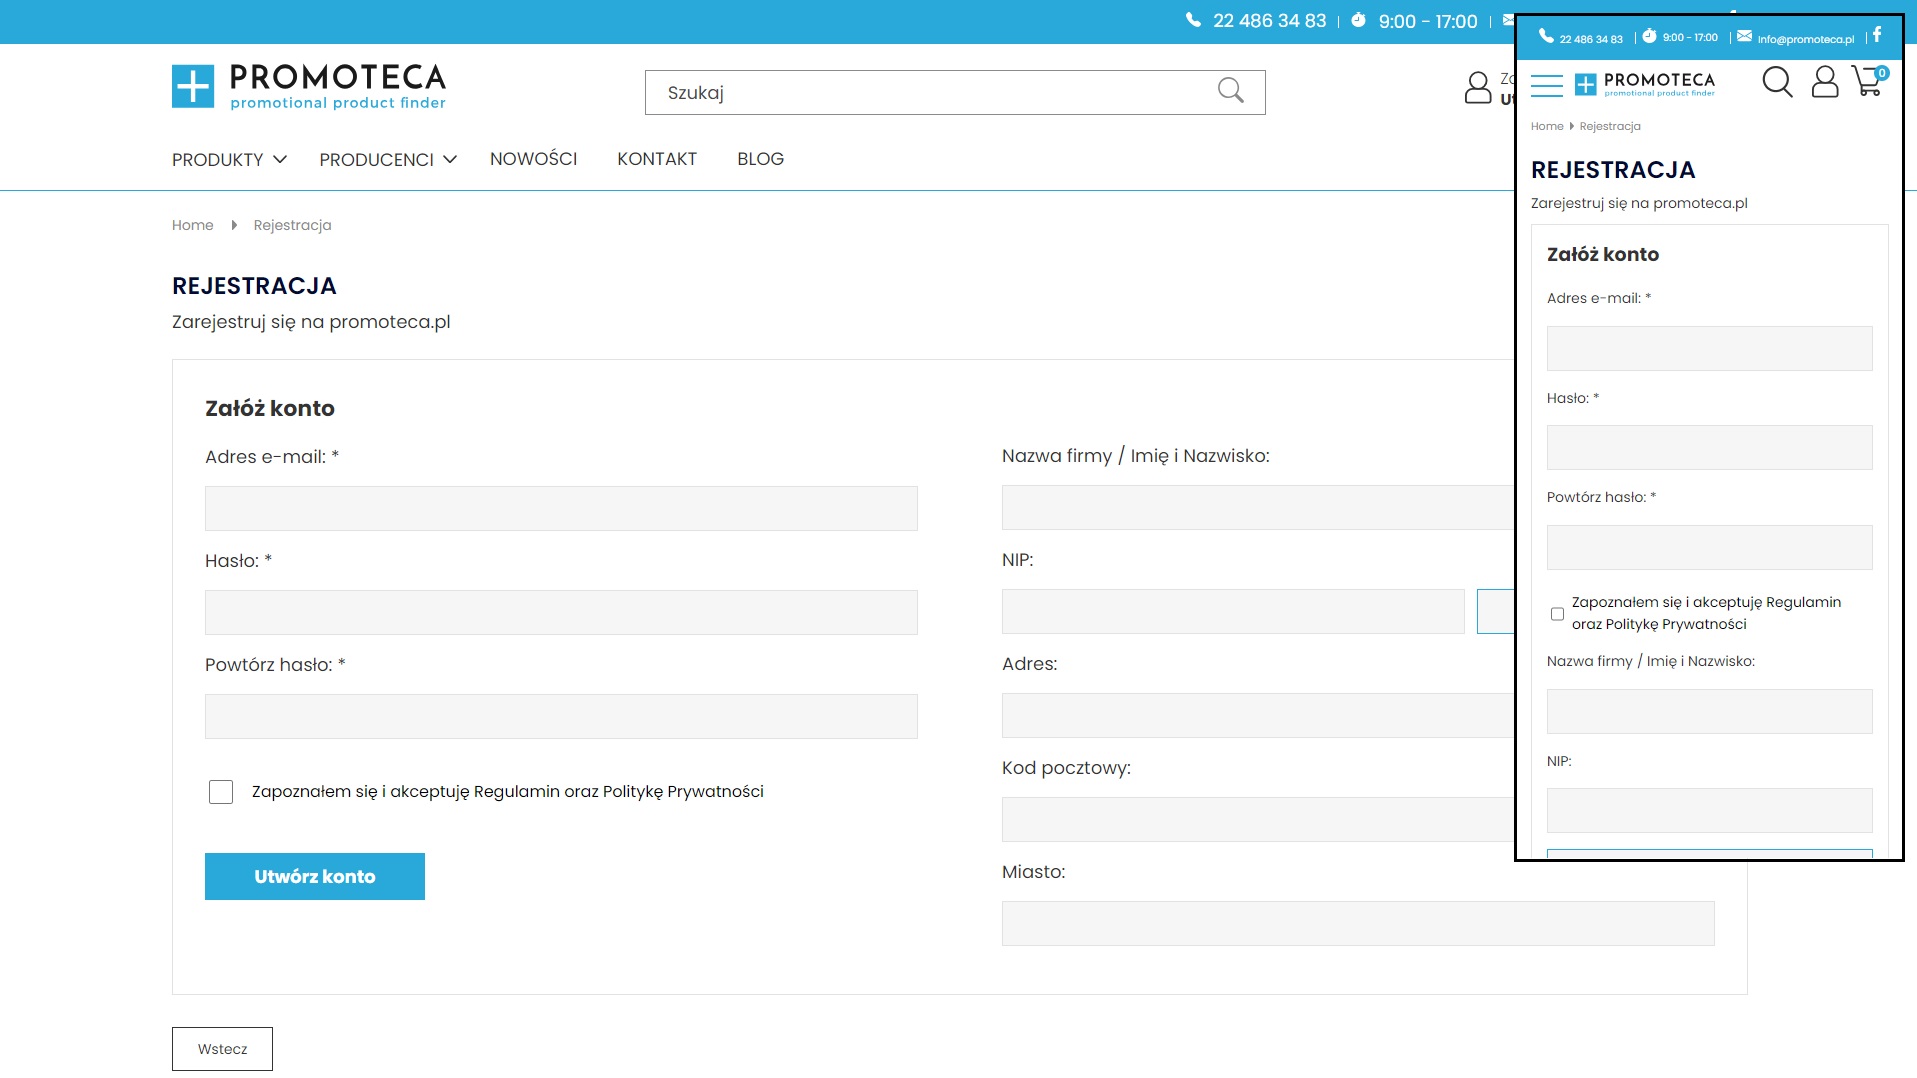 22 486 34 83
9:00 - 17:00
PROMOTECA
promotional product finder
Szukaj
PRODUKTY
PRODUCENCI
NOWOŚCI
KONTAKT
BLOG
Home
Rejestracja
REJESTRACJA
Zarejestruj się na promoteca.pl
Załóż konto
Adres e-mail: *
Hasło: *
Powtórz hasło: *
Zapoznałem się i akceptuję Regulamin oraz Politykę Prywatności
Utwórz konto
Nazwa firmy / Imię i Nazwisko:
NIP:
Adres:
Kod pocztowy:
Miasto:
Wstecz
22 486 34 83
9:00 - 17:00
info@promoteca.pl
PROMOTECA
promotional product finder
0
Home
Rejestracja
REJESTRACJA
Zarejestruj się na promoteca.pl
Załóż konto
Adres e-mail: *
Hasło: *
Powtórz hasło: *
Zapoznałem się i akceptuję Regulamin
oraz Politykę Prywatności
Nazwa firmy / Imię i Nazwisko:
NIP: